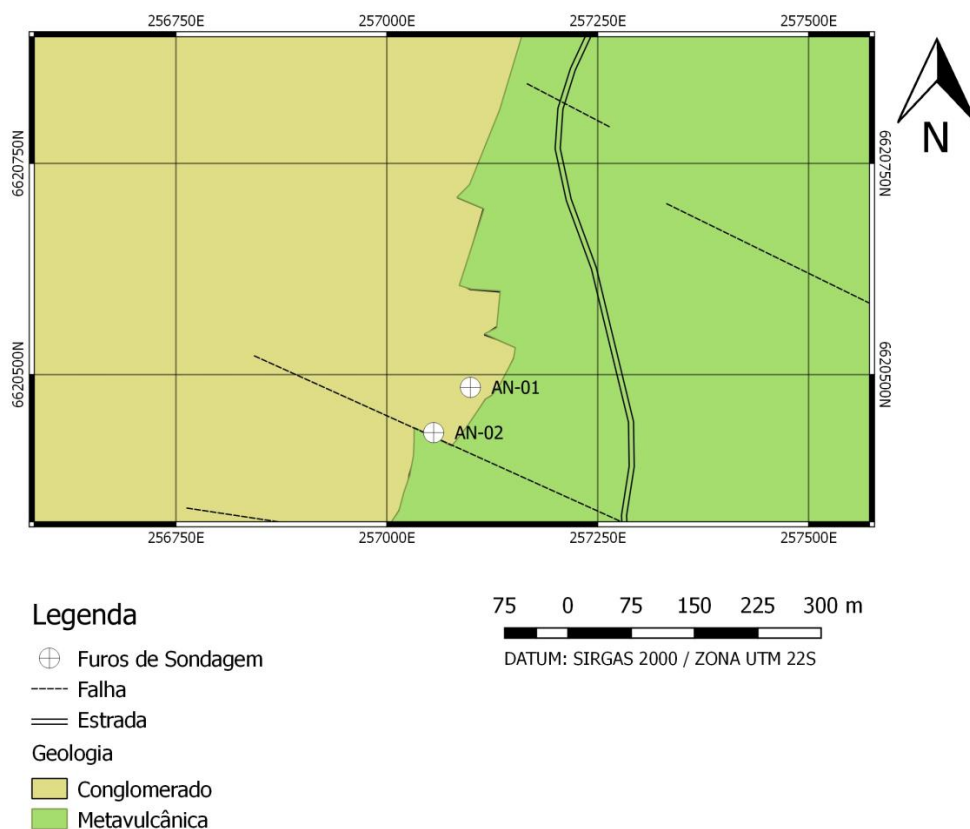 256750E 257000E 257250E 257500E
6620750N 6620750N
N
6620500N 6620500N
AN-01
AN-02
256750E 257000E 257250E 257500E
Legenda
75 0 75 150 225 300 m
DATUM: SIRGAS 2000 / ZONA UTM 22S
Furos de Sondagem
Falha
Estrada
Geologia
Conglomerado
Metavulcânica